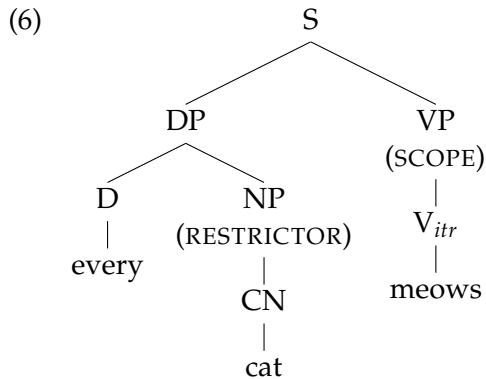 (6) S
DP VP
(SCOPE)
D NP V_itr
(RESTRICTOR)
every meows
CN
cat